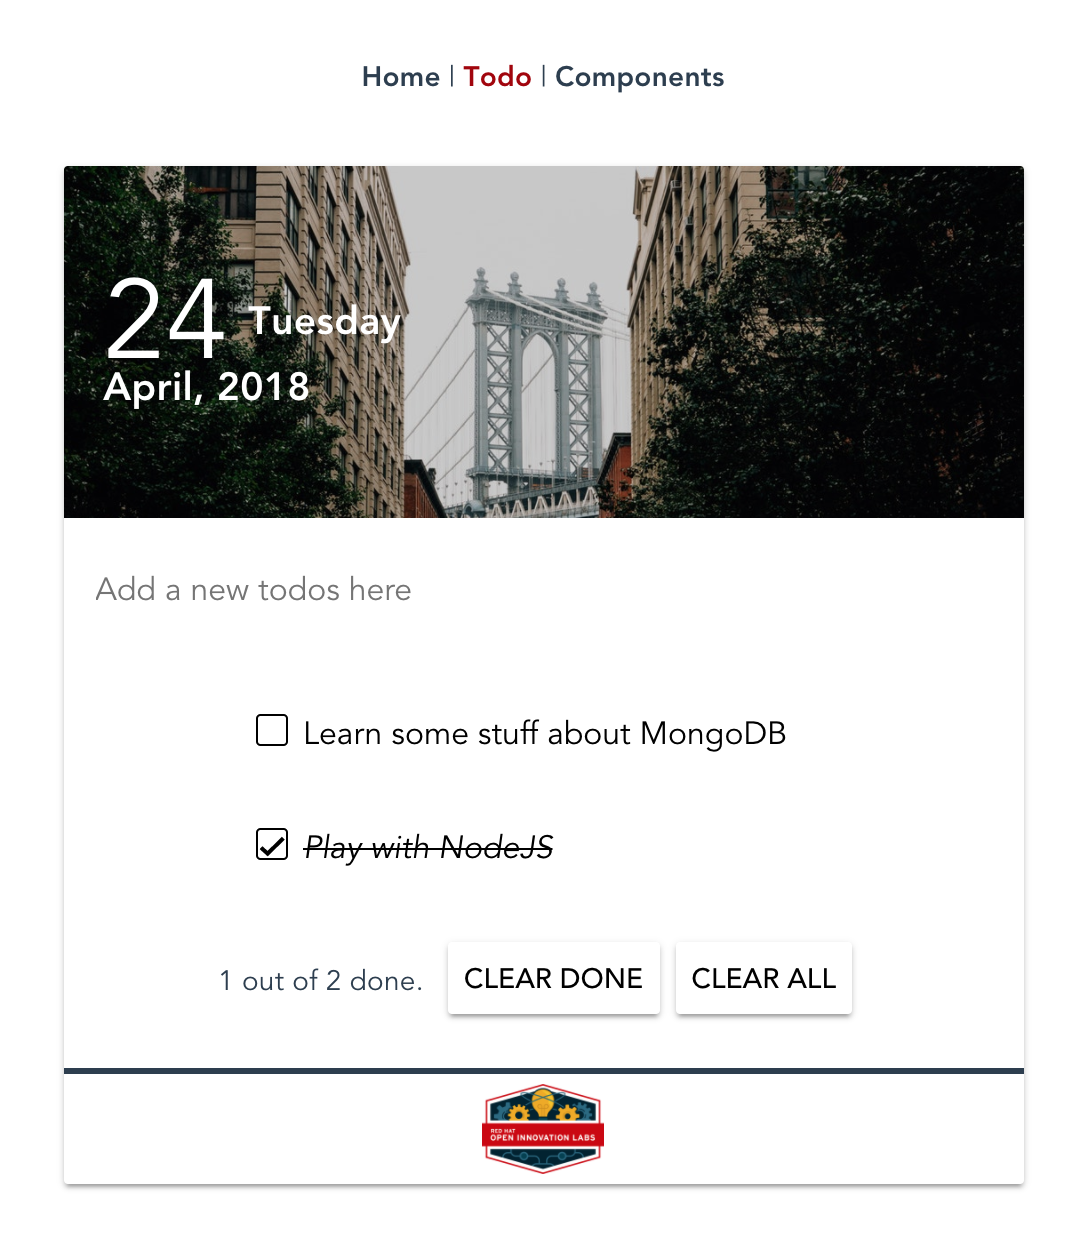 Home | Todo | Components
24 Tuesday
April, 2018
Add a new todos here
Learn some stuff about MongoDB
Play with NodeJS
1 out of 2 done. CLEAR DONE CLEAR ALL
RED HAT
OPEN INNOVATION LABS